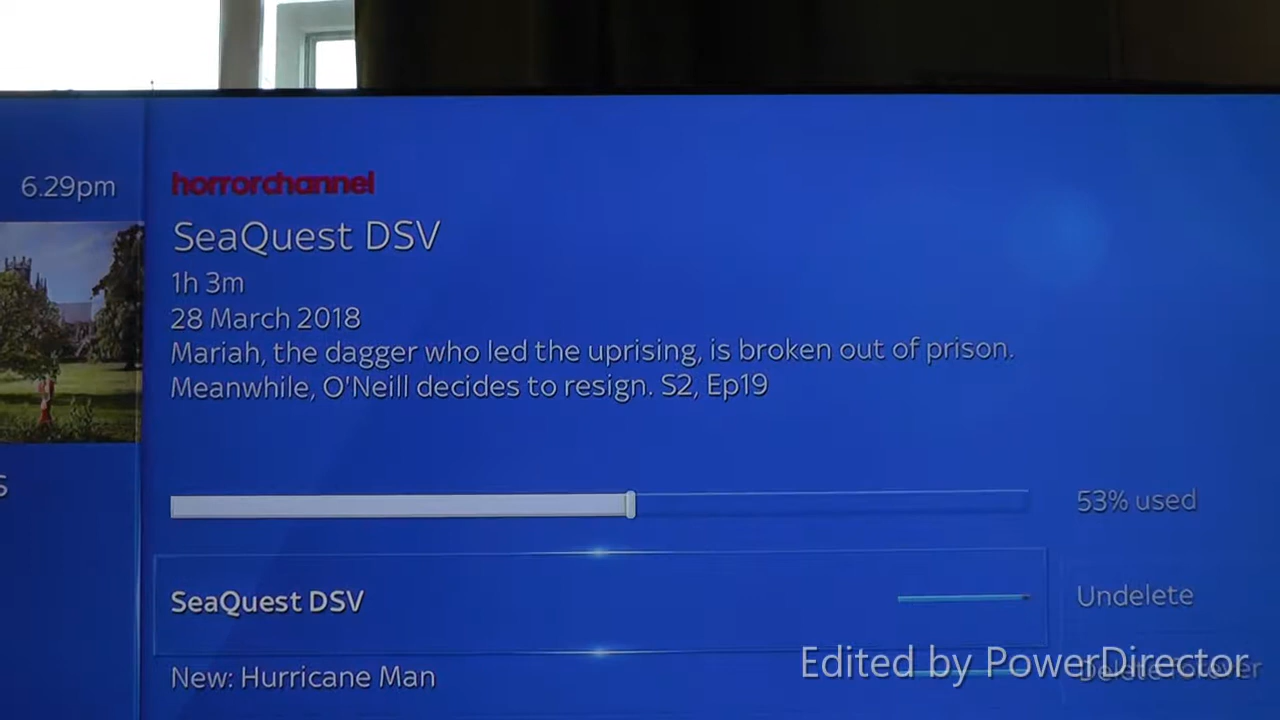 6.29pm
horrorchannel
SeaQuest DSV
1h 3m
28 March 2018
Mariah, the dagger who led the uprising, is broken out of prison.
Meanwhile, O'Neill decides to resign. S2, Ep19
S
53% used
SeaQuest DSV
Undelete
New: Hurricane Man
Delete forever
Edited by PowerDirector